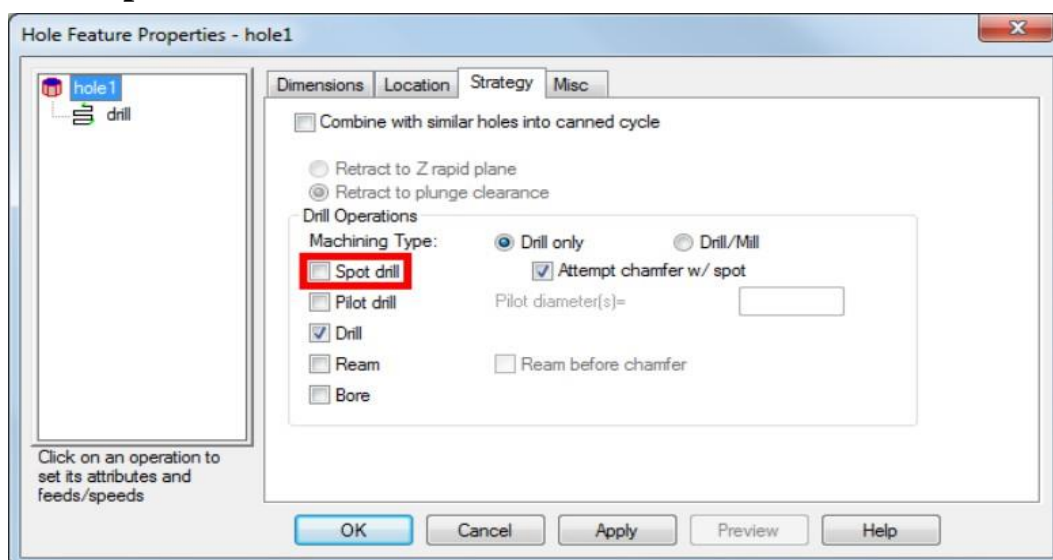 Hole Feature Properties - hole1
hole1
drill
Click on an operation to
set its attributes and
feeds/speeds
Dimensions Location Strategy Misc
Combine with similar holes into canned cycle
Retract to Z rapid plane
Retract to plunge clearance
Drill Operations
Machining Type: Drill only Drill/Mill
Spot drill Attempt chamfer w/ spot
Pilot drill Pilot diameter(s)=
Drill
Ream Ream before chamfer
Bore
OK Cancel Apply Preview Help